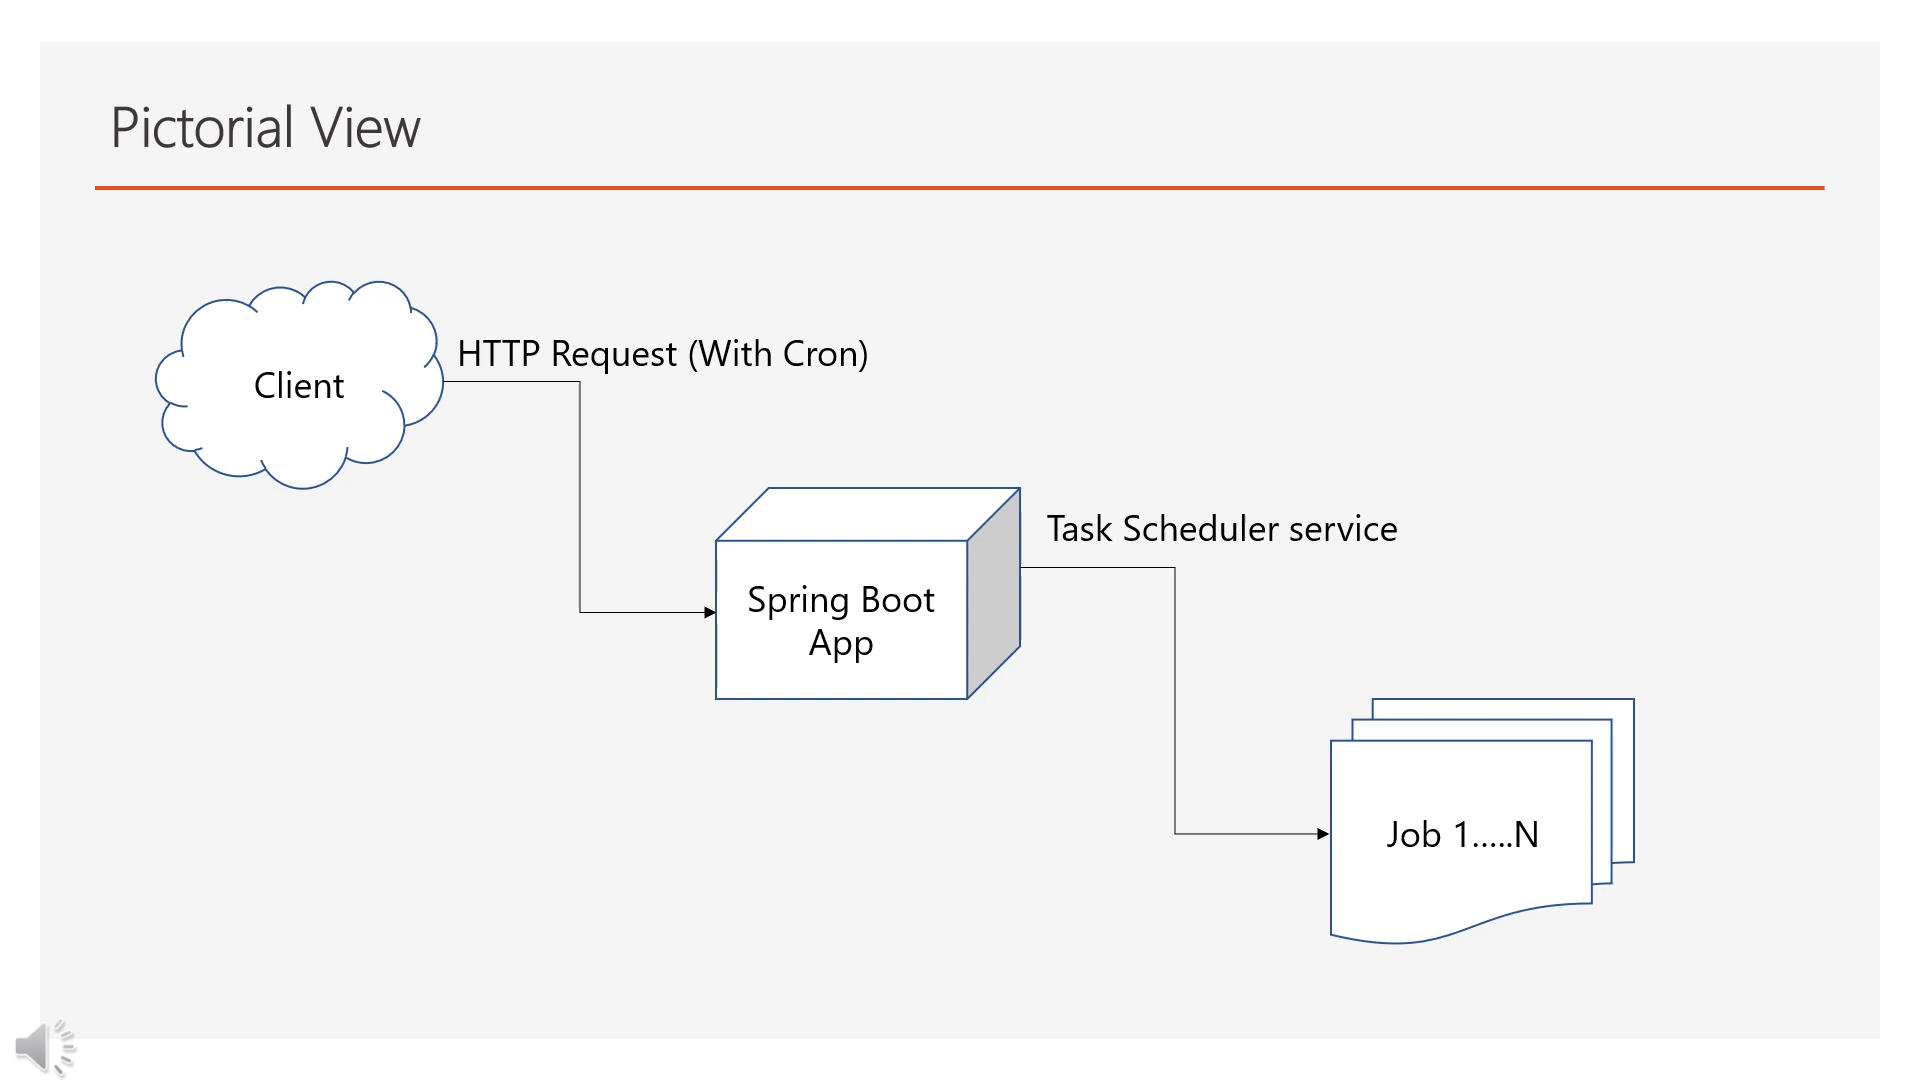 Pictorial View
Client
HTTP Request (With Cron)
Spring Boot
App
Task Scheduler service
Job 1.....N